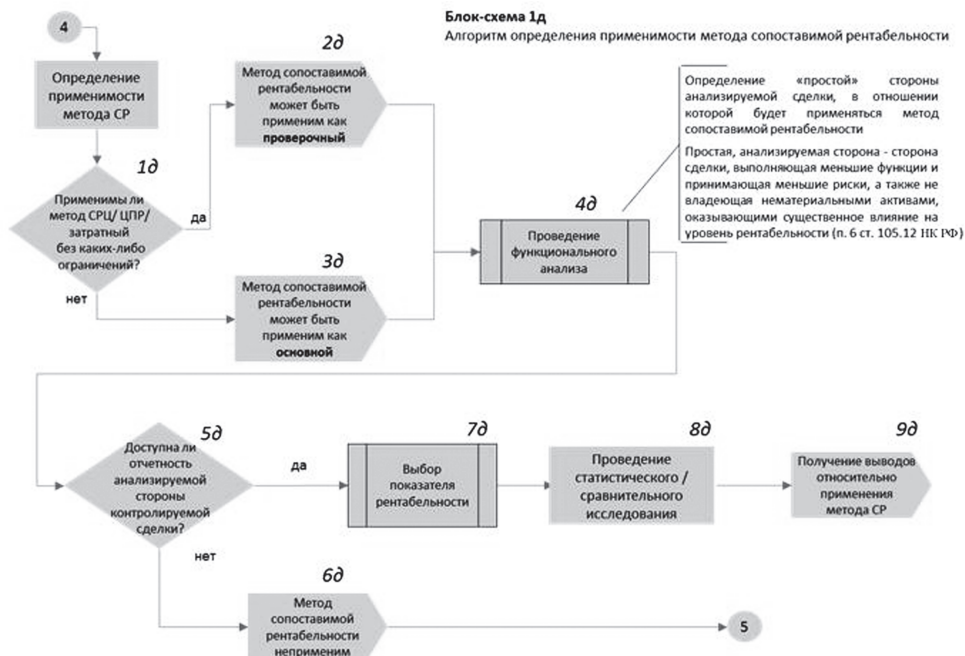 Блок-схема 1д
Алгоритм определения применимости метода сопоставимой рентабельности
4
Определение
применимости
метода СР
1д
Применимы ли
метод СРЦ/ ЦПР/
затратный
без каких-либо
ограничений?
да
нет
2д
Метод сопоставимой
рентабельности
может быть
применим как
проверочный
3д
Метод сопоставимой
рентабельности
может быть
применим как
основной
4д
Проведение
функционального
анализа
Определение «простой» стороны
анализируемой сделки, в отношении
которой будет применяться метод
сопоставимой рентабельности
Простая, анализируемая сторона - сторона
сделки, выполняющая меньшие функции и
принимающая меньшие риски, а также не
владеющая нематериальными активами,
оказывающими существенное влияние на
уровень рентабельности (п. 6 ст. 105.12 НК РФ)
5д
Доступна ли
отчетность
анализируемой
стороны
контролируемой
сделки?
да
нет
7д
Выбор
показателя
рентабельности
8д
Проведение
статистического /
сравнительного
исследования
9д
Получение выводов
относительно
применения
метода СР
6д
Метод
сопоставимой
рентабельности
неприменим
5